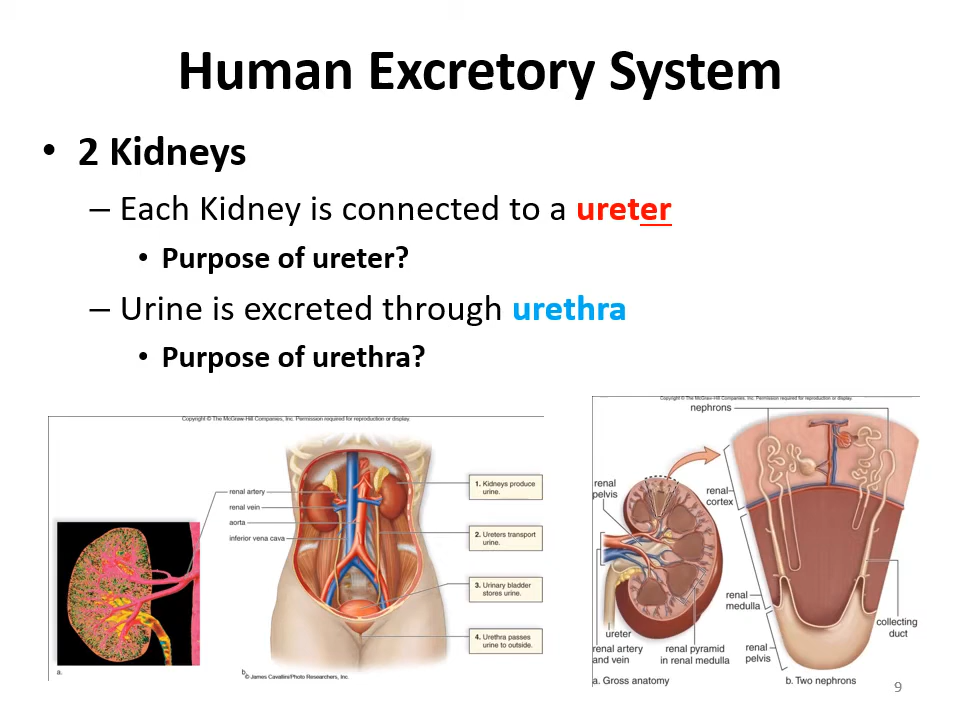 Human Excretory System
• 2 Kidneys
– Each Kidney is connected to a ureter
• Purpose of ureter?
– Urine is excreted through urethra
• Purpose of urethra?
Copyright © The McGraw-Hill Companies, Inc. Permission required for reproduction or display.
renal artery
renal vein
aorta
inferior vena cava
1. Kidneys produce
urine.
2. Ureters transport
urine.
3. Urinary bladder
stores urine.
4. Urethra passes
urine to outside.
a.
b.
© James Cavallini/Photo Researchers, Inc.
Copyright © The McGraw-Hill Companies, Inc. Permission required for reproduction or display.
nephrons
renal
pelvis
renal
cortex
renal
medulla
collecting
duct
ureter
renal artery
and vein
renal pyramid
in renal medulla
renal
pelvis
a. Gross anatomy
b. Two nephrons
9